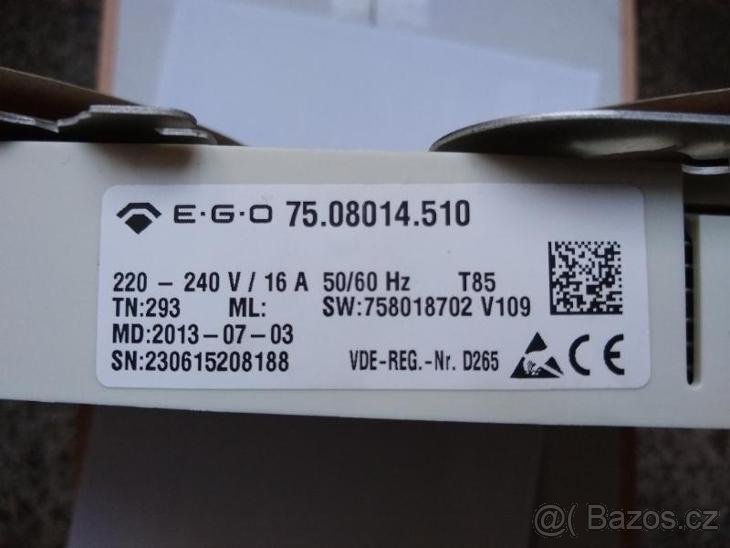 E·G·O 75.08014.510
220 – 240 V / 16 A 50/60 Hz T85
TN:293 ML: SW:758018702 V109
MD:2013–07–03
SN:230615208188 VDE–REG.–Nr. D265 CE
@ Bazos.cz